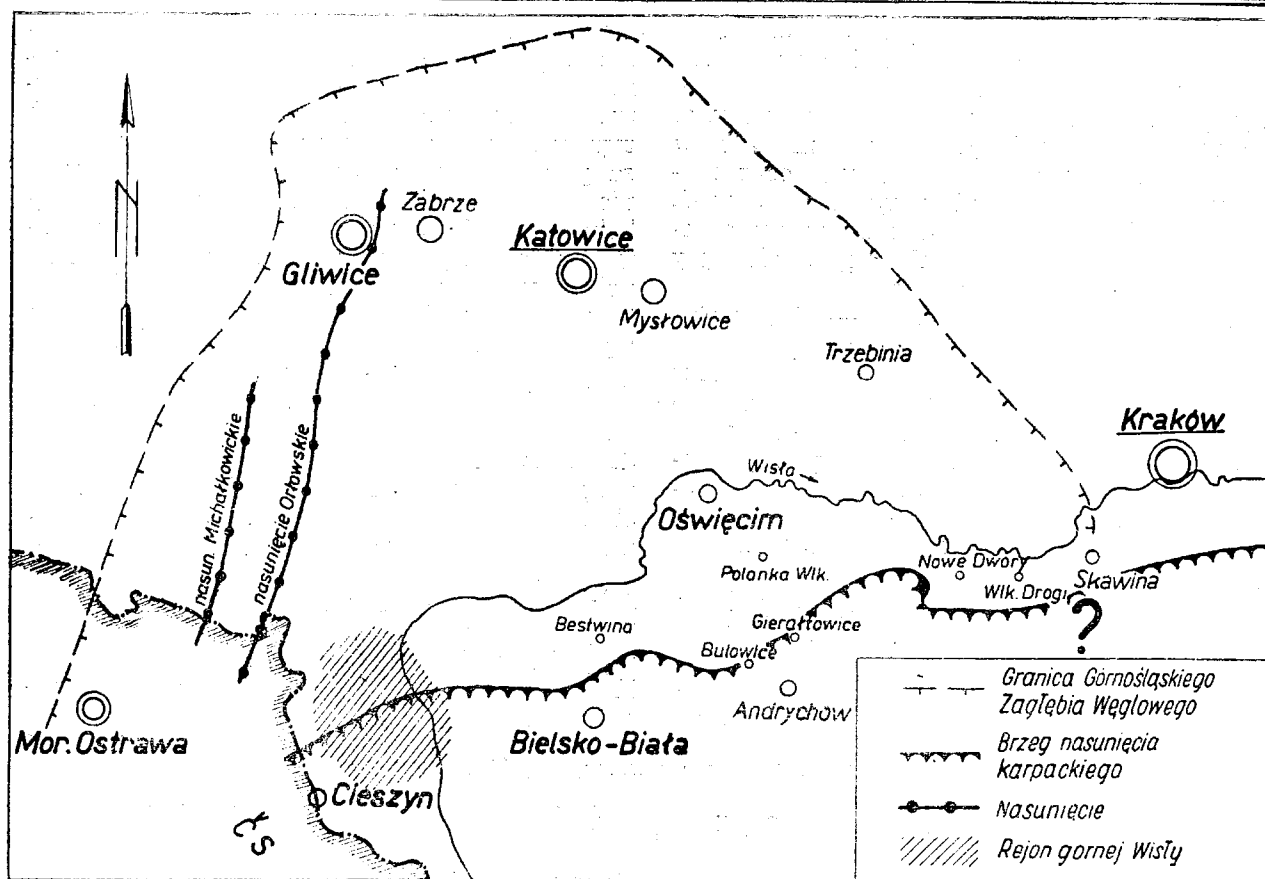 N
Zabrze
Gliwice
Katowice
Mysłowice
Trzebinia
Kraków
nasun. Michałkowickie
nasunięcie Orłowskie
Wisła
Oświęcim
Polanka Wlk.
Nowe Dwory
Wlk. Drogi
Skawina
?
Bestwina
Gierałtowice
Bulowice
Andrychów
Bielsko-Biała
Mor. Ostrawa
Cieszyn
Granica Górnośląskiego
Zagłębia Węglowego
Brzeg nasunięcia
karpackiego
Nasunięcie
Rejon gornej Wisły